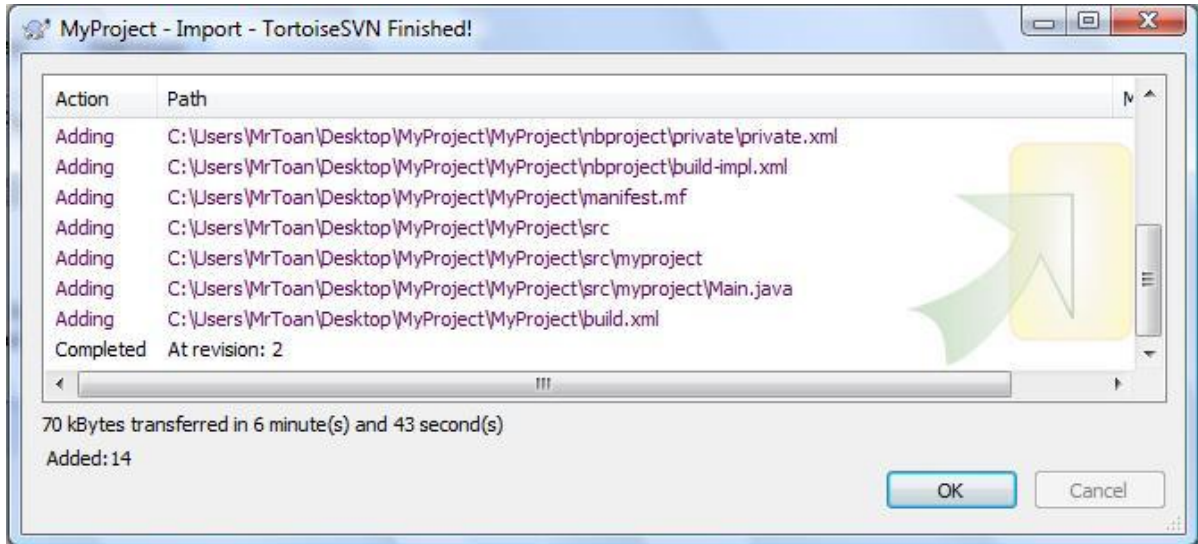 MyProject - Import - TortoiseSVN Finished!
Action Path M
Adding C:\Users\MrToan\Desktop\MyProject\MyProject\nbproject\private\private.xml
Adding C:\Users\MrToan\Desktop\MyProject\MyProject\nbproject\build-impl.xml
Adding C:\Users\MrToan\Desktop\MyProject\MyProject\manifest.mf
Adding C:\Users\MrToan\Desktop\MyProject\MyProject\src
Adding C:\Users\MrToan\Desktop\MyProject\MyProject\src\myproject
Adding C:\Users\MrToan\Desktop\MyProject\MyProject\src\myproject\Main.java
Adding C:\Users\MrToan\Desktop\MyProject\MyProject\build.xml
Completed At revision: 2
70 kBytes transferred in 6 minute(s) and 43 second(s)
Added:14
OK Cancel